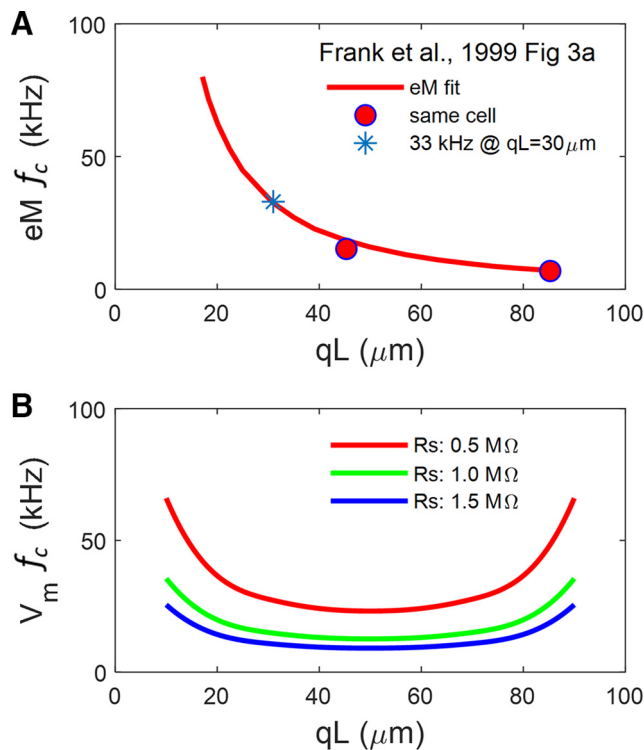 A
Frank et al., 1999 Fig 3a
eM fit
same cell
33 kHz @ qL=30μm
100
50
0
eM fc (kHz)
0 20 40 60 80 100
qL (μm)
B
Rs: 0.5 MΩ
Rs: 1.0 MΩ
Rs: 1.5 MΩ
100
50
0
Vm fc (kHz)
0 20 40 60 80 100
qL (μm)